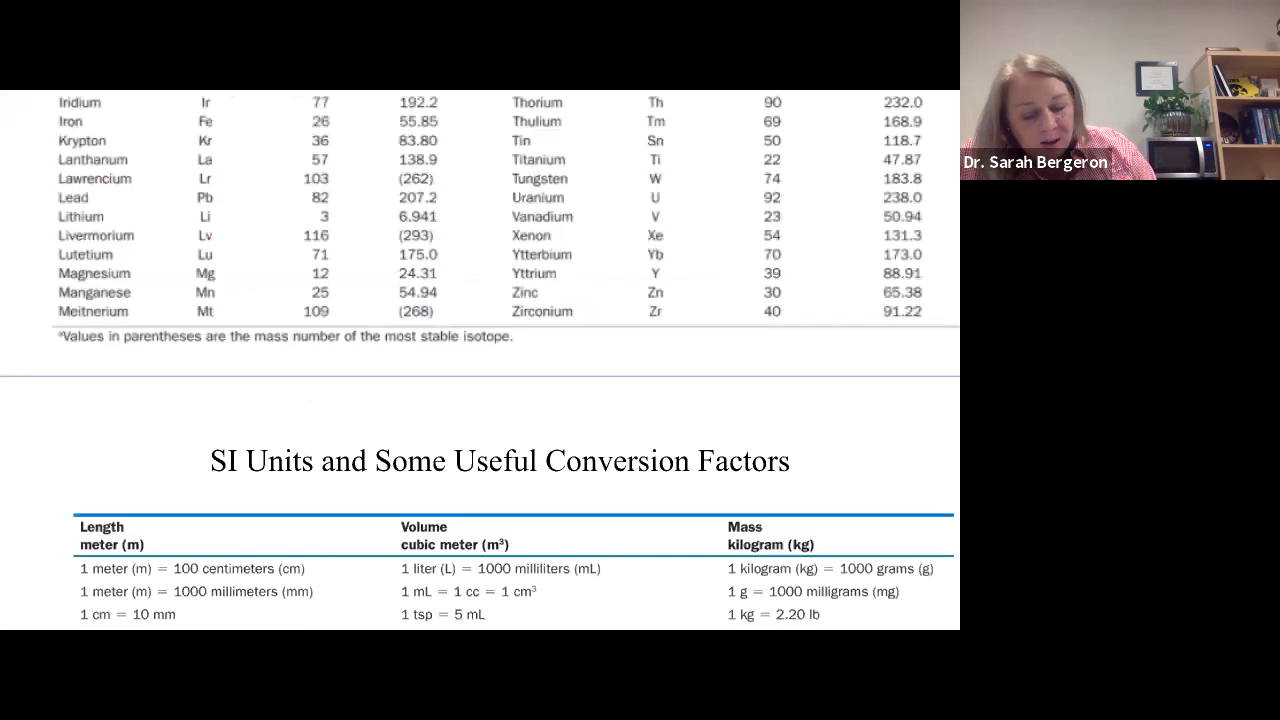 Iridium Ir 77 192.2 Thorium Th 90 232.0
Iron Fe 26 55.85 Thulium Tm 69 168.9
Krypton Kr 36 83.80 Tin Sn 50 118.7
Lanthanum La 57 138.9 Titanium Ti 22 47.87
Lawrencium Lr 103 (262) Tungsten W 74 183.8
Lead Pb 82 207.2 Uranium U 92 238.0
Lithium Li 3 6.941 Vanadium V 23 50.94
Livermorium Lv 116 (293) Xenon Xe 54 131.3
Lutetium Lu 71 175.0 Ytterbium Yb 70 173.0
Magnesium Mg 12 24.31 Yttrium Y 39 88.91
Manganese Mn 25 54.94 Zinc Zn 30 65.38
Meitnerium Mt 109 (268) Zirconium Zr 40 91.22
ᵃValues in parentheses are the mass number of the most stable isotope.
SI Units and Some Useful Conversion Factors
Length Volume Mass
meter (m) cubic meter (m³) kilogram (kg)
1 meter (m) = 100 centimeters (cm) 1 liter (L) = 1000 milliliters (mL) 1 kilogram (kg) = 1000 grams (g)
1 meter (m) = 1000 millimeters (mm) 1 mL = 1 cc = 1 cm³ 1 g = 1000 milligrams (mg)
1 cm = 10 mm 1 tsp = 5 mL 1 kg = 2.20 lb
Dr. Sarah Bergeron